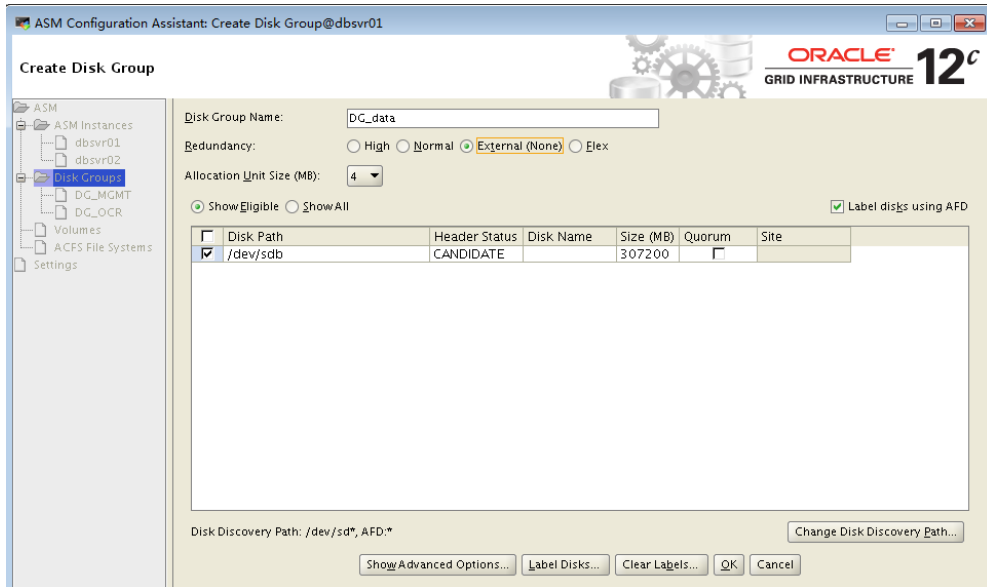 ASM Configuration Assistant: Create Disk Group@dbsvr01
Create Disk Group
ORACLE
GRID INFRASTRUCTURE 12c
ASM
ASM Instances
dbsvr01
dbsvr02
Disk Groups
DG_MGMT
DG_OCR
Volumes
ACFS File Systems
Settings
Disk Group Name: DG_data
Redundancy: High Normal External (None) Flex
Allocation Unit Size (MB): 4
Show Eligible Show All Label disks using AFD
Disk Path Header Status Disk Name Size (MB) Quorum Site
/dev/sdb CANDIDATE 307200
Disk Discovery Path: /dev/sd*, AFD:* Change Disk Discovery Path...
Show Advanced Options... Label Disks... Clear Labels... OK Cancel